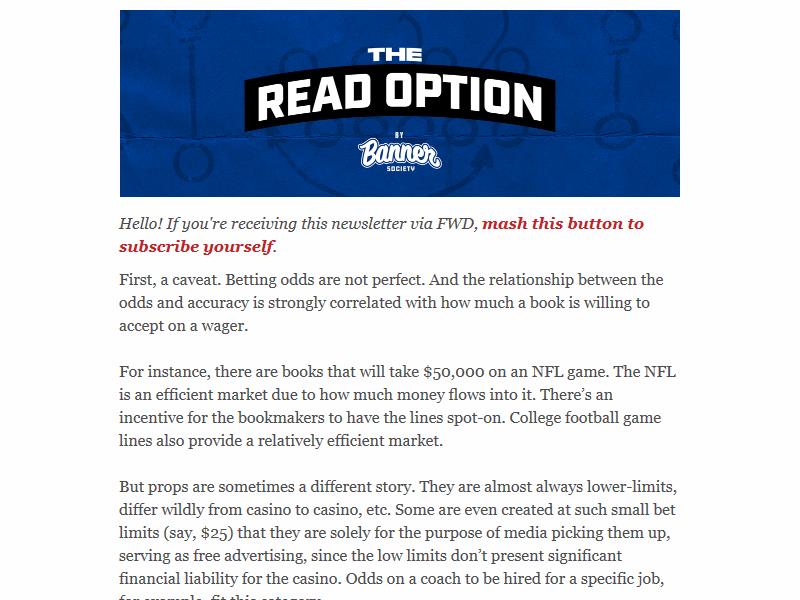 THE
READ OPTION
BY
Banner
SOCIETY
Hello! If you're receiving this newsletter via FWD, mash this button to
subscribe yourself.
First, a caveat. Betting odds are not perfect. And the relationship between the
odds and accuracy is strongly correlated with how much a book is willing to
accept on a wager.
For instance, there are books that will take $50,000 on an NFL game. The NFL
is an efficient market due to how much money flows into it. There’s an
incentive for the bookmakers to have the lines spot-on. College football game
lines also provide a relatively efficient market.
But props are sometimes a different story. They are almost always lower-limits,
differ wildly from casino to casino, etc. Some are even created at such small bet
limits (say, $25) that they are solely for the purpose of media picking them up,
serving as free advertising, since the low limits don’t present significant
financial liability for the casino. Odds on a coach to be hired for a specific job,
for example, fit this category.